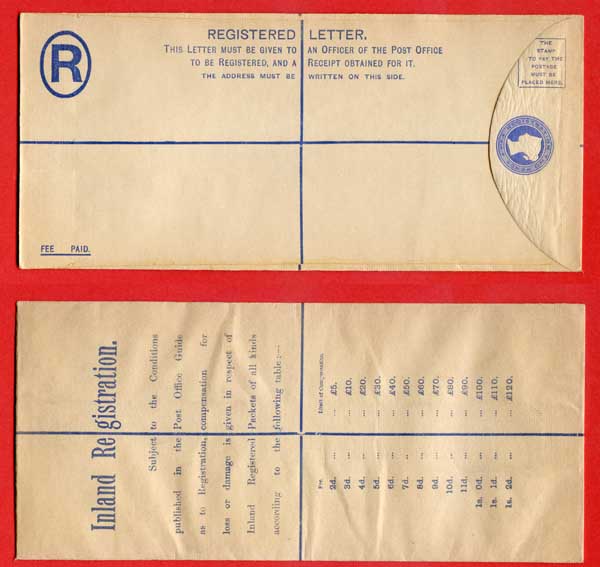 R
REGISTERED LETTER.
THIS LETTER MUST BE GIVEN TO AN OFFICER OF THE POST OFFICE
TO BE REGISTERED, AND A RECEIPT OBTAINED FOR IT.
THE ADDRESS MUST BE WRITTEN ON THIS SIDE.
THE
STAMP
TO PAY THE
POSTAGE
MUST BE
PLACED HERE.
FEE PAID.
Inland Registration.
Subject to the Conditions
published in the Post Office Guide
as to Registration, compensation for
loss or damage is given in respect of
Inland Registered Packets of all kinds
according to the following table:—
Fee. Limit of Compensation.
2d. ... ... £5.
3d. ... ... £10.
4d. ... ... £20.
5d. ... ... £30.
6d. ... ... £40.
7d. ... ... £50.
8d. ... ... £60.
9d. ... ... £70.
10d. ... ... £80.
11d. ... ... £90.
1s. 0d. ... ... £100.
1s. 1d. ... ... £110.
1s. 2d. ... ... £120.